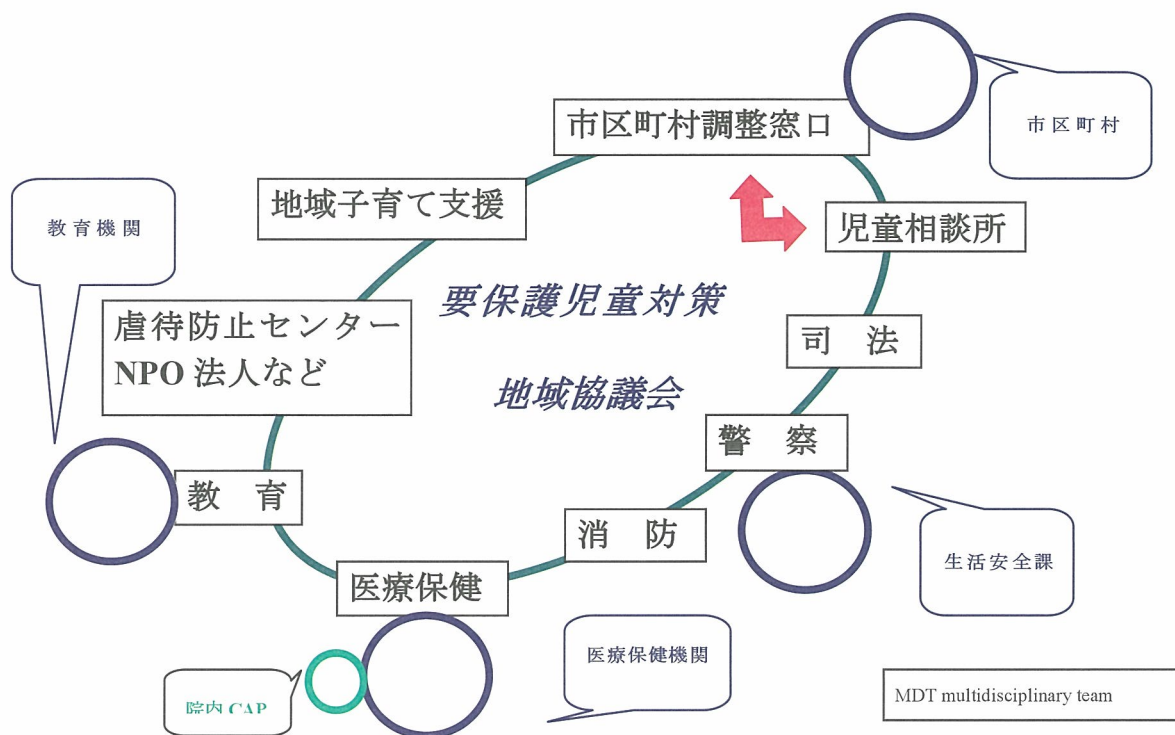 市区町村調整窓口
市区町村
地域子育て支援
教育機関
児童相談所
要保護児童対策
虐待防止センター
NPO 法人など
司 法
地域協議会
警 察
教 育
消 防
生活安全課
医療保健
医療保健機関
院内 CAP
MDT multidisciplinary team